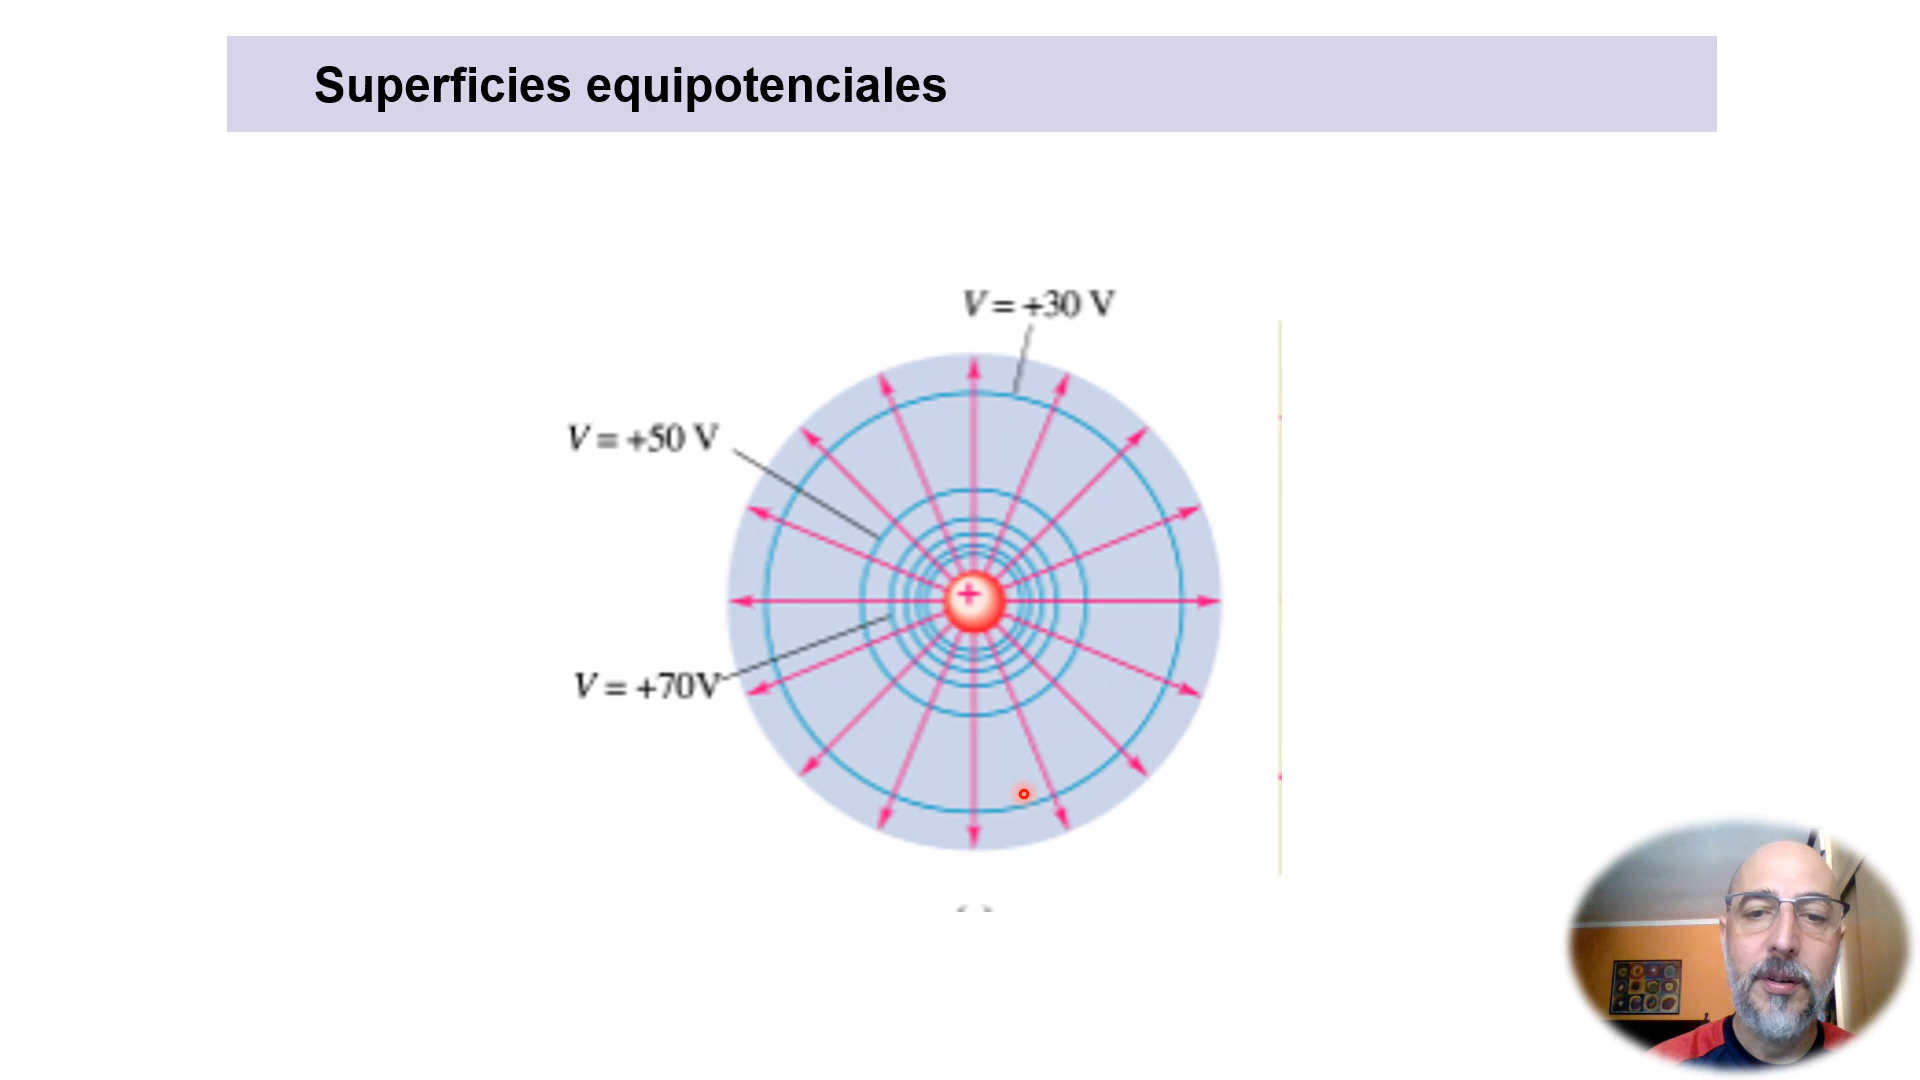 Superficies equipotenciales
V = +30 V
V = +50 V
+
V = +70V